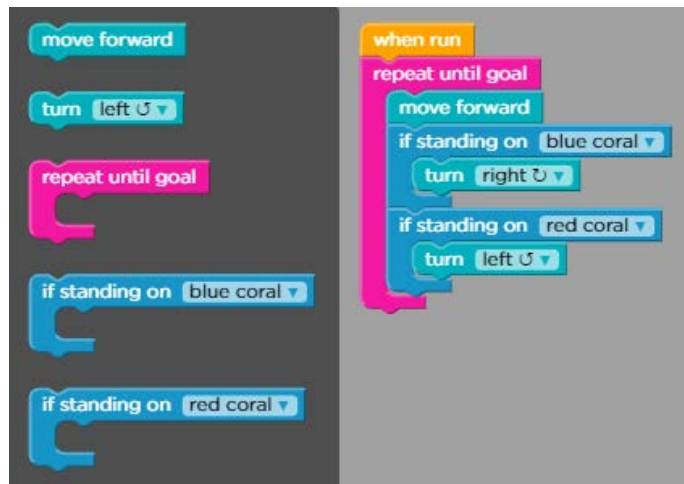 move forward
turn left ↺ ▼
repeat until goal
if standing on blue coral ▼
if standing on red coral ▼
when run
repeat until goal
move forward
if standing on blue coral ▼
turn right ↻ ▼
if standing on red coral ▼
turn left ↺ ▼